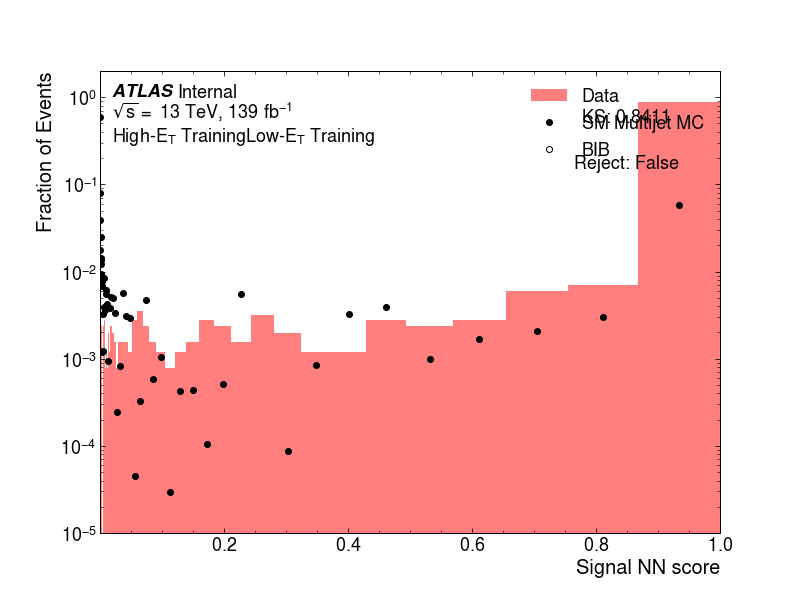 ATLAS Internal
√s = 13 TeV, 139 fb⁻¹
High-E_T TrainingLow-E_T Training
Data
KS: 0.8411
SM Multijet MC
BIB
Reject: False
Fraction of Events
10⁰
10⁻¹
10⁻²
10⁻³
10⁻⁴
10⁻⁵
0.2 0.4 0.6 0.8 1.0
Signal NN score